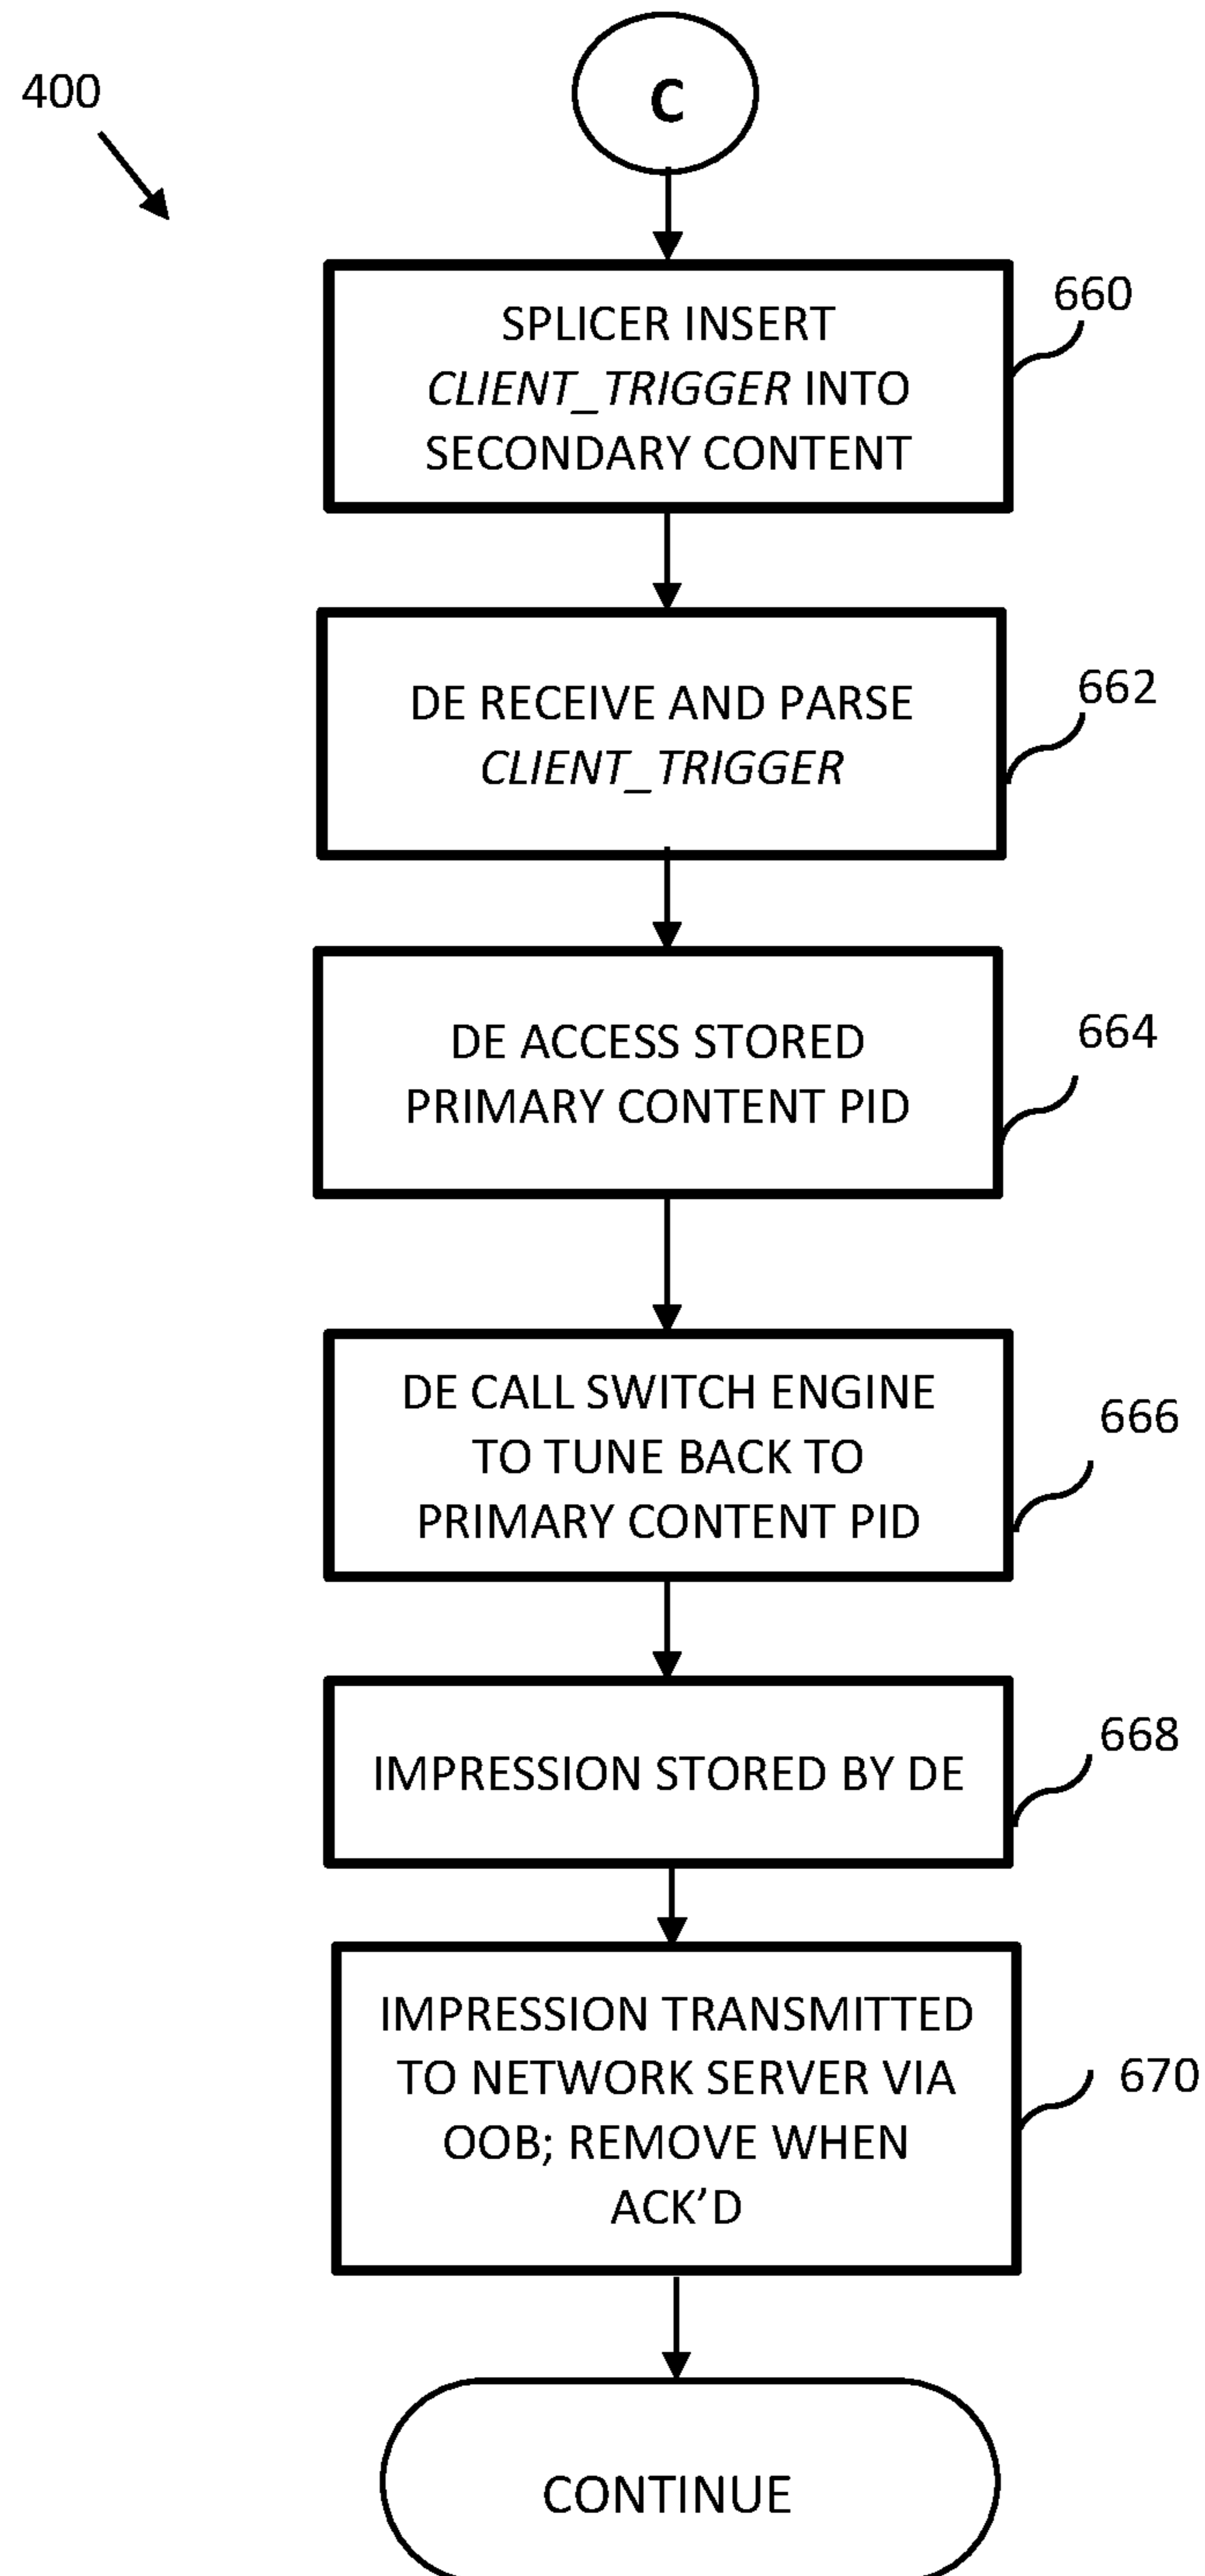 C
400
SPLICER INSERT
CLIENT_TRIGGER INTO
SECONDARY CONTENT
660
DE RECEIVE AND PARSE
CLIENT_TRIGGER
662
DE ACCESS STORED
PRIMARY CONTENT PID
664
DE CALL SWITCH ENGINE
TO TUNE BACK TO
PRIMARY CONTENT PID
666
IMPRESSION STORED BY DE
668
IMPRESSION TRANSMITTED
TO NETWORK SERVER VIA
OOB; REMOVE WHEN
ACK’D
670
CONTINUE